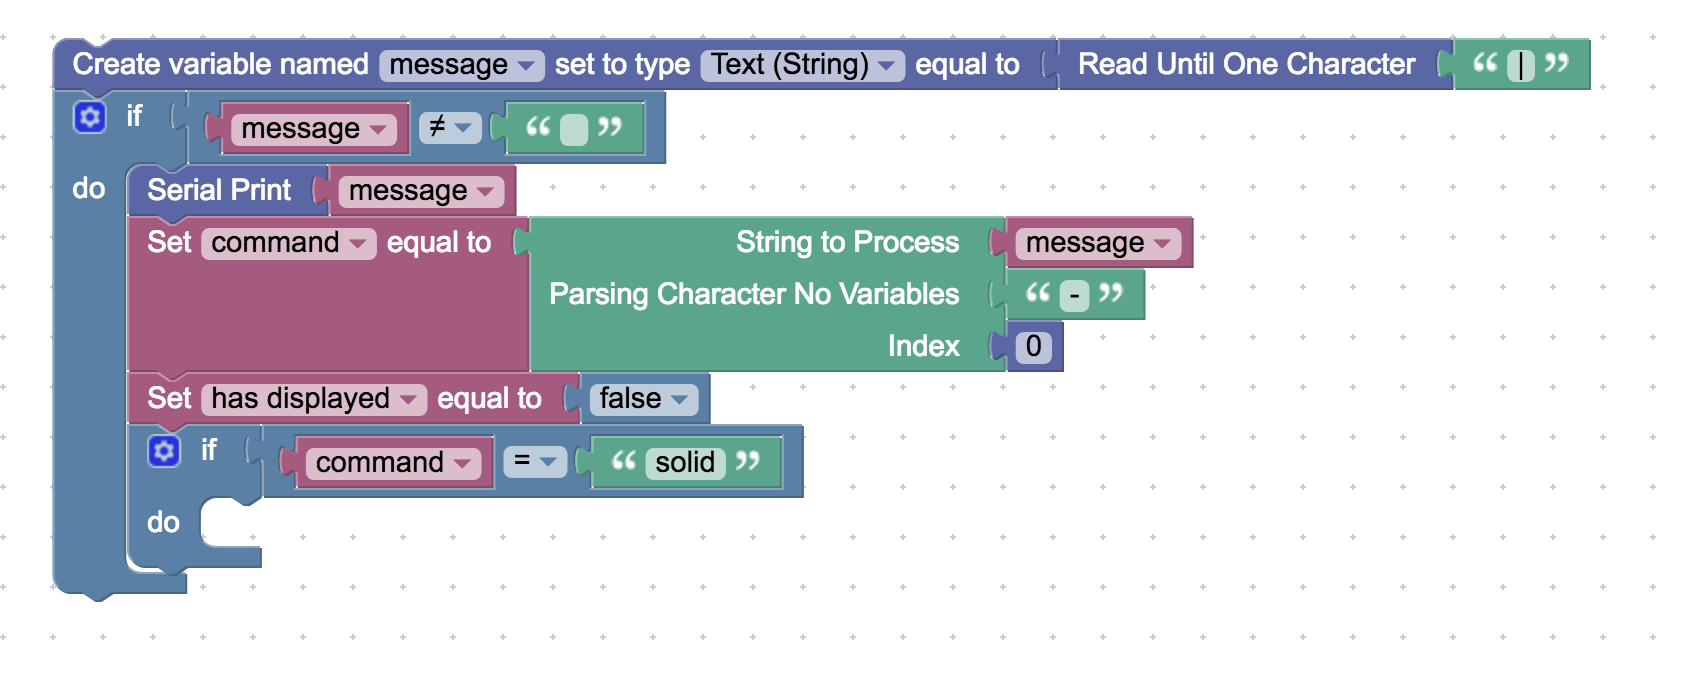 Create variable named message set to type Text (String) equal to Read Until One Character “ | ”
if message ≠ “ ”
do Serial Print message
Set command equal to String to Process message
Parsing Character No Variables “ - ”
Index 0
Set has displayed equal to false
if command = “ solid ”
do